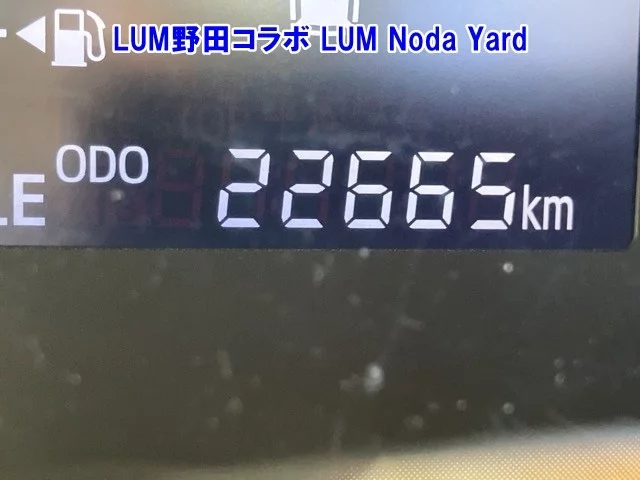 LUM野田コラボ LUM Noda Yard
ODO 22665km
LE